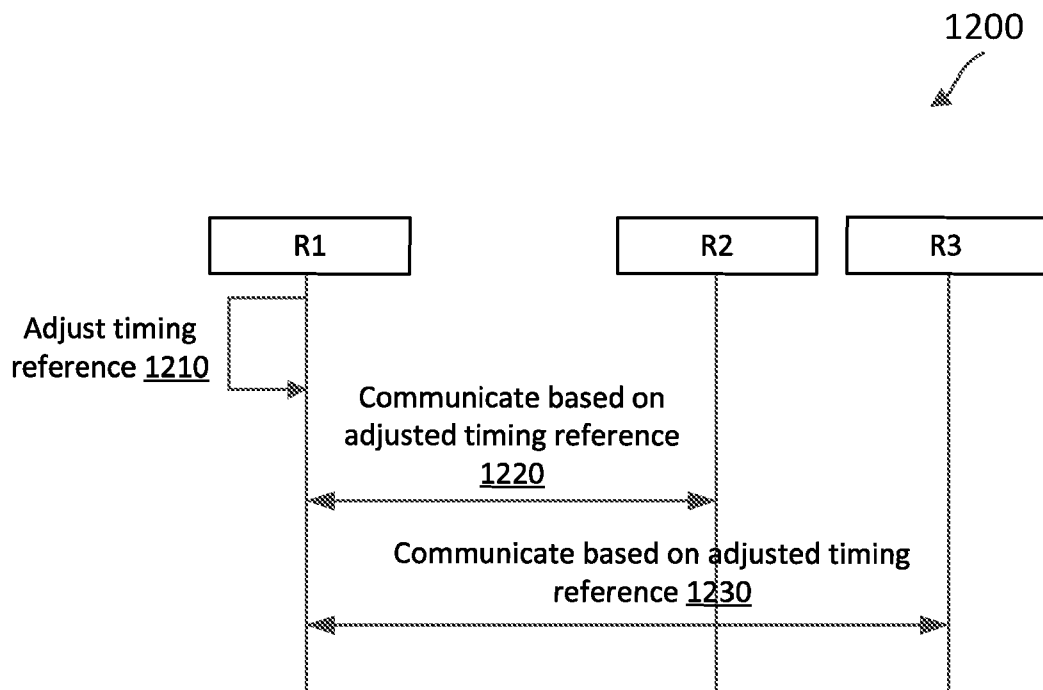 1200
R1
R2
R3
Adjust timing
reference 1210
Communicate based on
adjusted timing reference
1220
Communicate based on adjusted timing
reference 1230